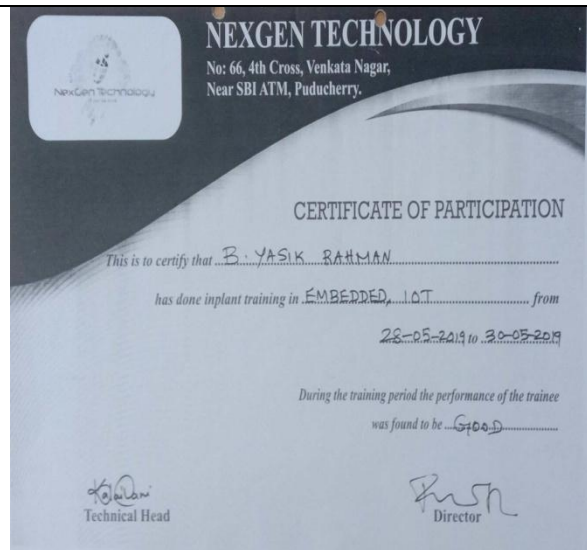 NEXGEN TECHNOLOGY
No: 66, 4th Cross, Venkata Nagar,
Near SBI ATM, Puducherry.
NexGen Technology
CERTIFICATE OF PARTICIPATION
This is to certify that B. YASIK RAHMAN
has done inplant training in EMBEDDED, IOT from
28-05-2019 to 30-05-2019
During the training period the performance of the trainee
was found to be GOOD
Technical Head
Director